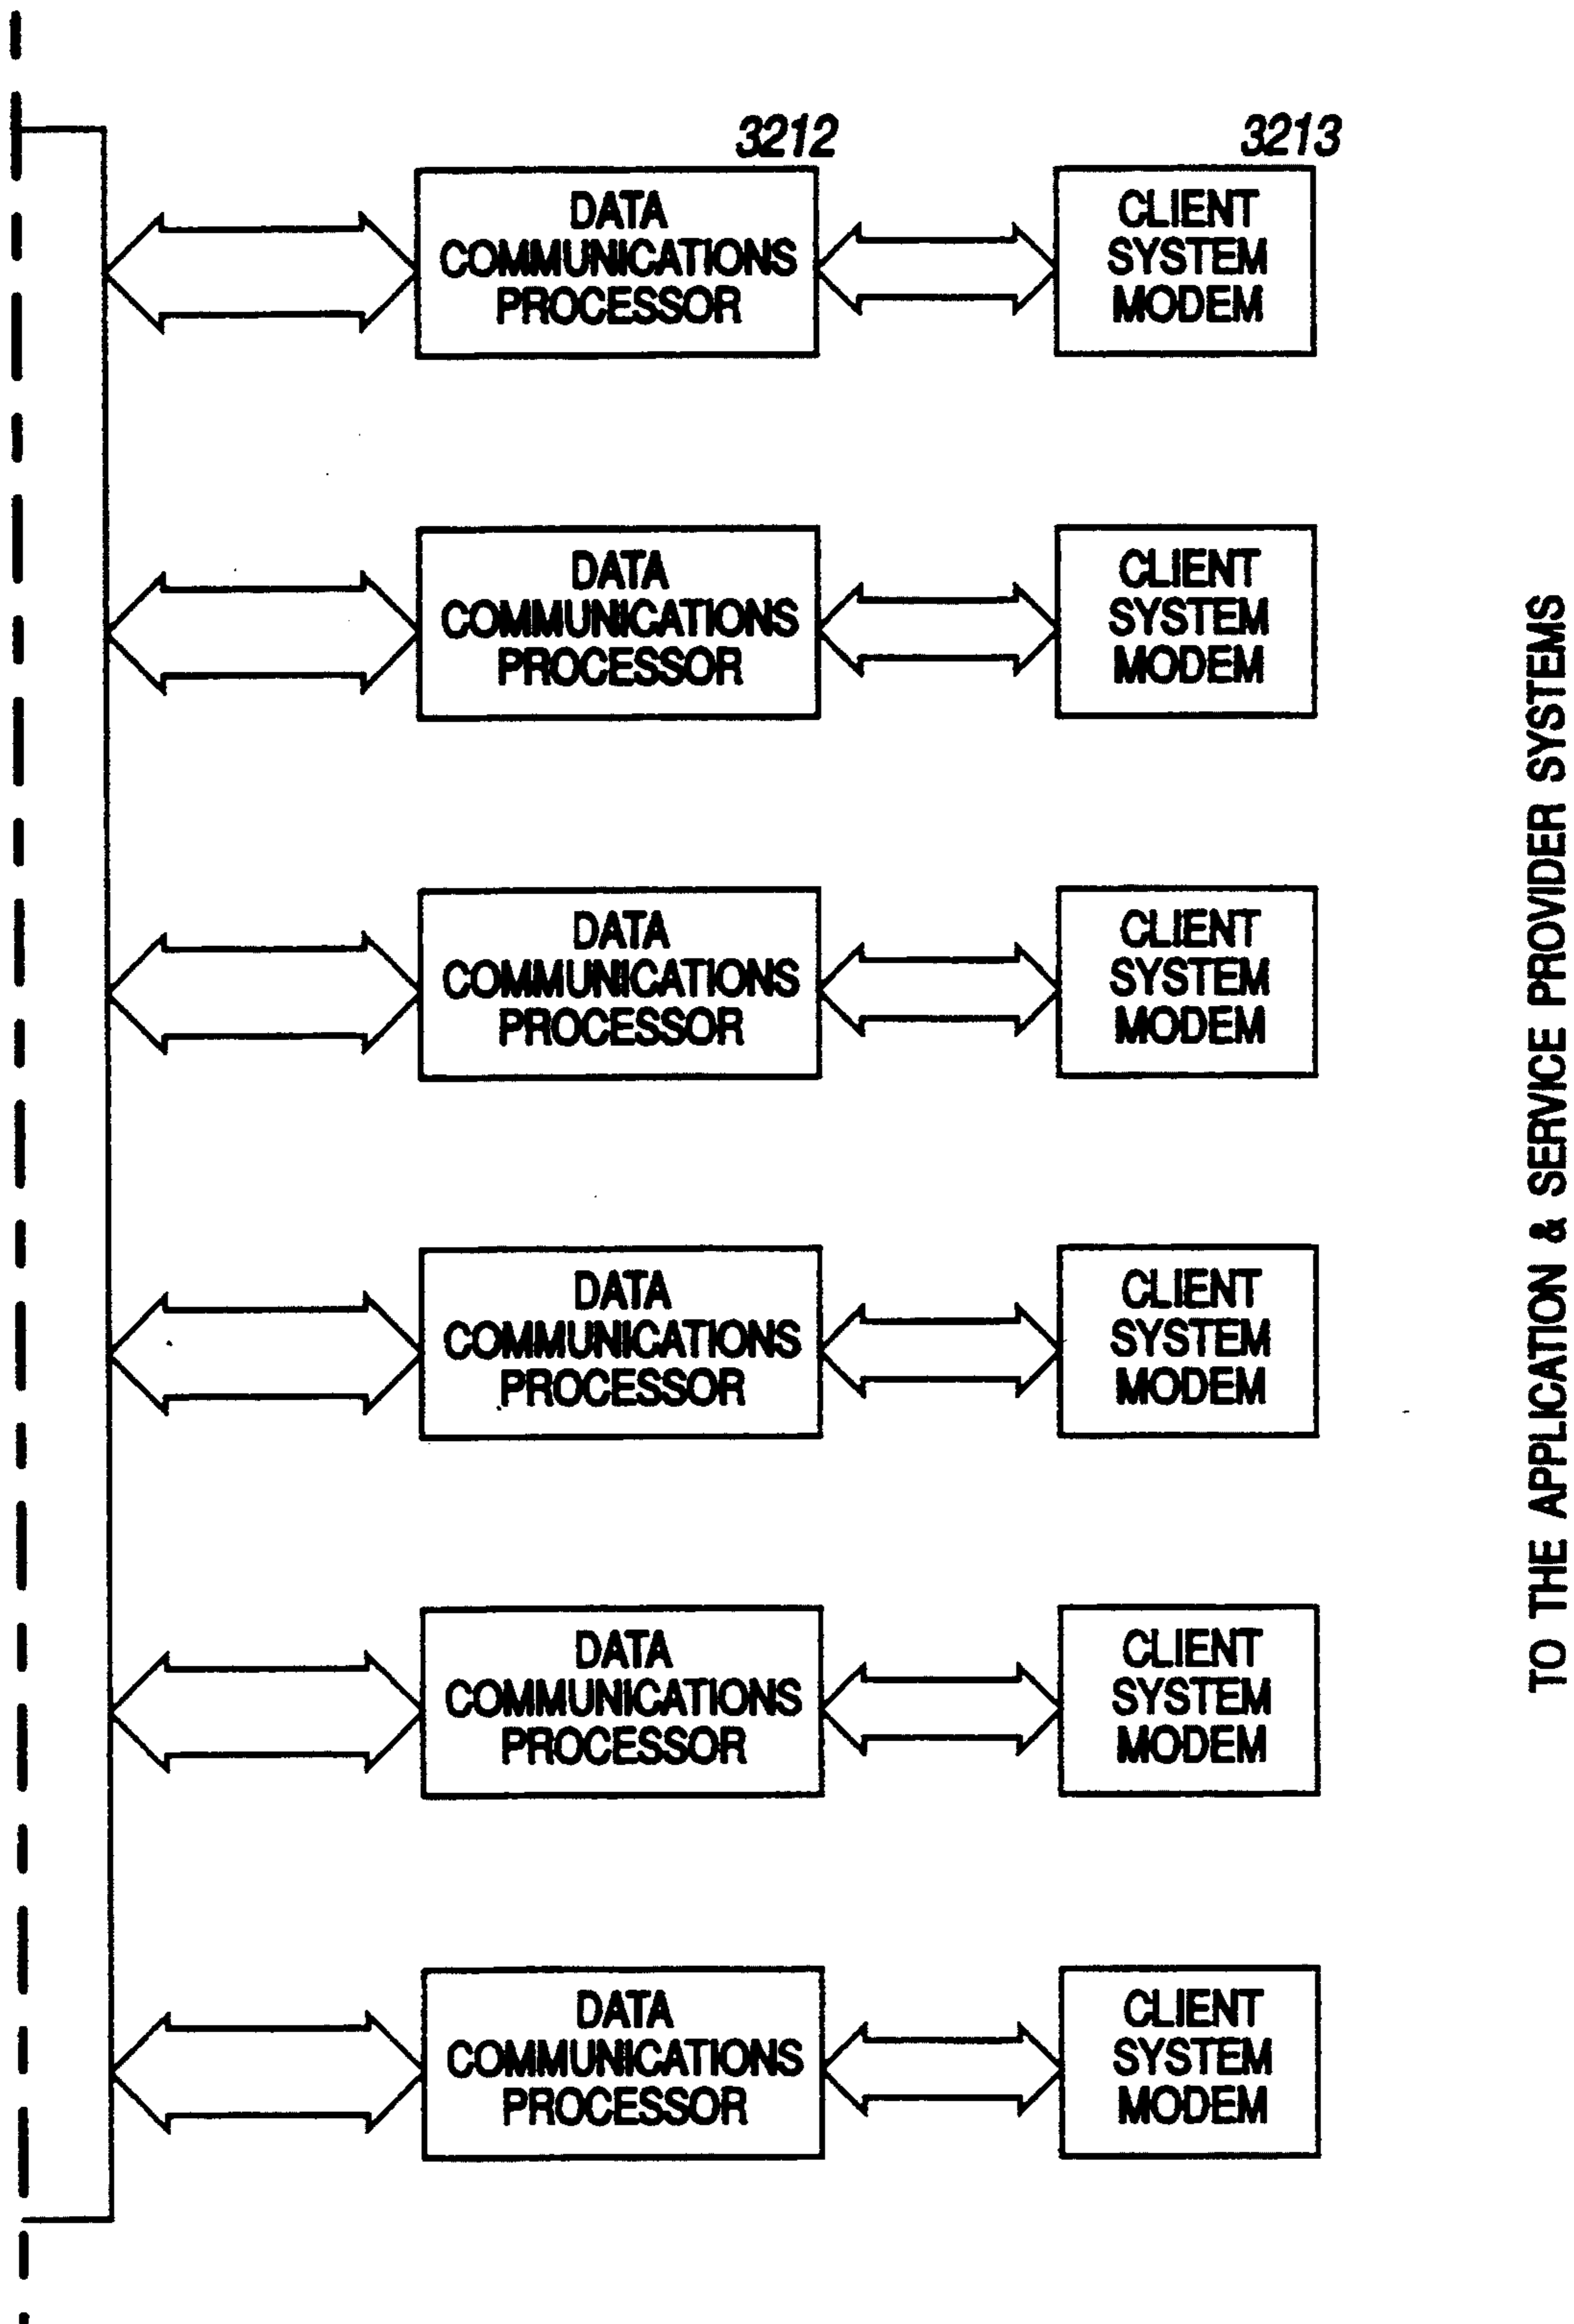 3212
3213
DATA
COMMUNICATIONS
PROCESSOR
CLIENT
SYSTEM
MODEM
DATA
COMMUNICATIONS
PROCESSOR
CLIENT
SYSTEM
MODEM
DATA
COMMUNICATIONS
PROCESSOR
CLIENT
SYSTEM
MODEM
DATA
COMMUNICATIONS
PROCESSOR
CLIENT
SYSTEM
MODEM
DATA
COMMUNICATIONS
PROCESSOR
CLIENT
SYSTEM
MODEM
DATA
COMMUNICATIONS
PROCESSOR
CLIENT
SYSTEM
MODEM
TO THE APPLICATION & SERVICE PROVIDER SYSTEMS